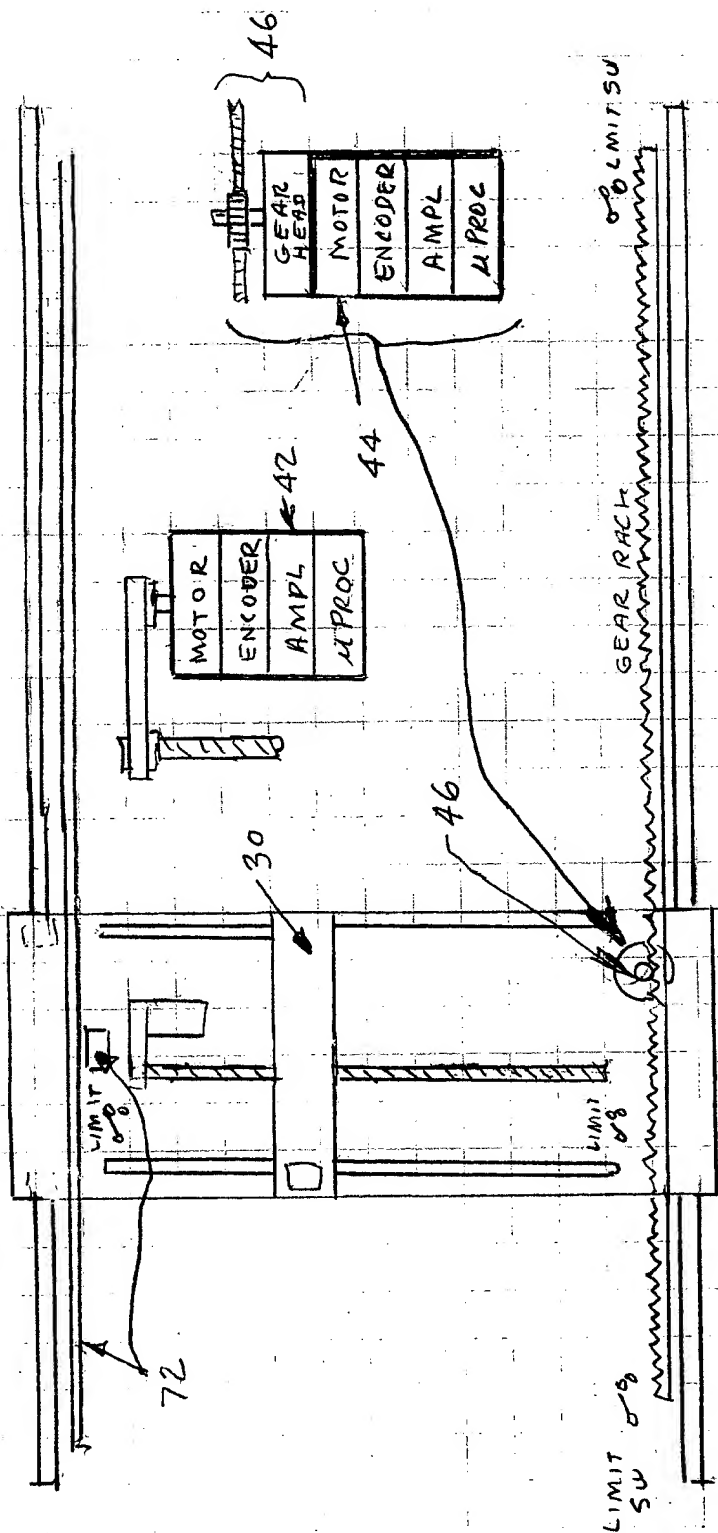 46
GEAR
HEAD
MOTOR
ENCODER
AMPL
μPROC
44
42
MOTOR
ENCODER
AMPL
μPROC
30
46
72
LIMIT
LIMIT
GEAR RACK
LIMIT SW
LIMIT
SW